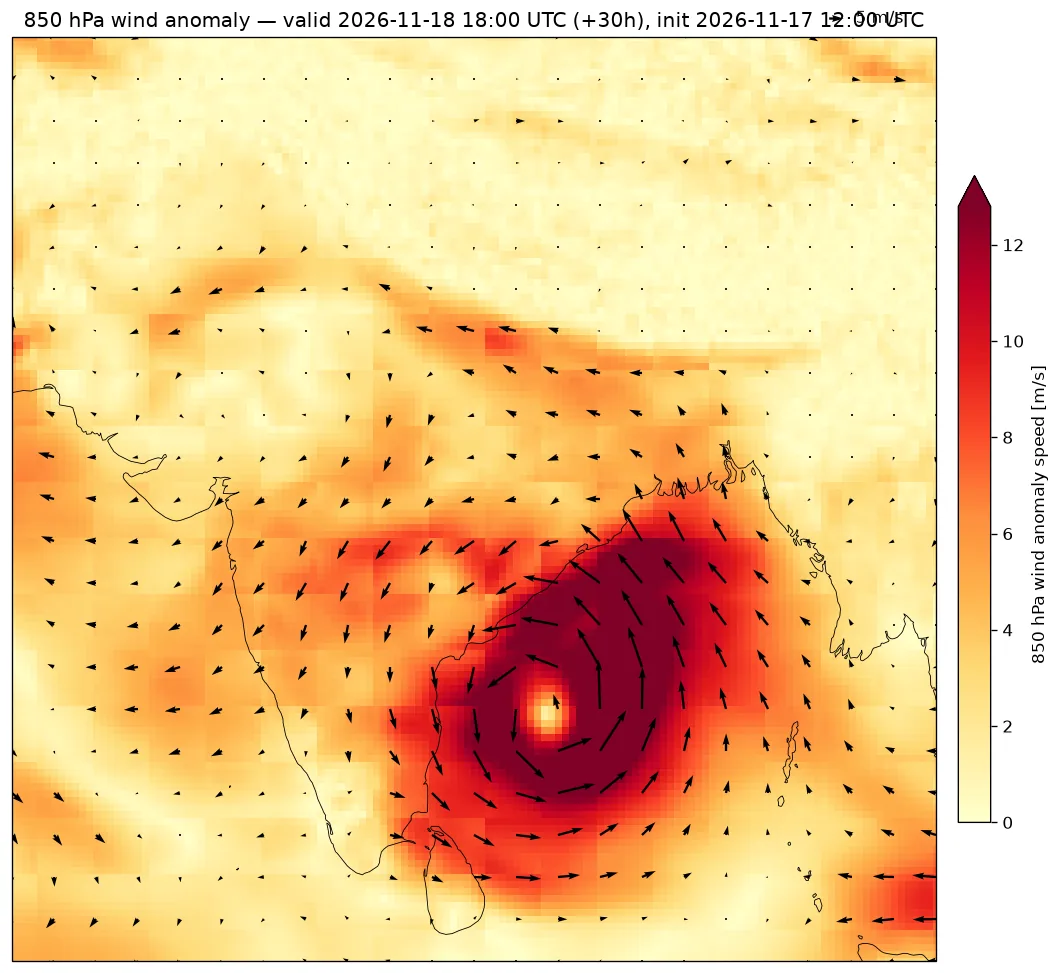 850 hPa wind anomaly — valid 2026-11-18 18:00 UTC (+30h), init 2026-11-17 12:00 UTC
5 m/s
12
10
8
6
4
2
0
850 hPa wind anomaly speed [m/s]